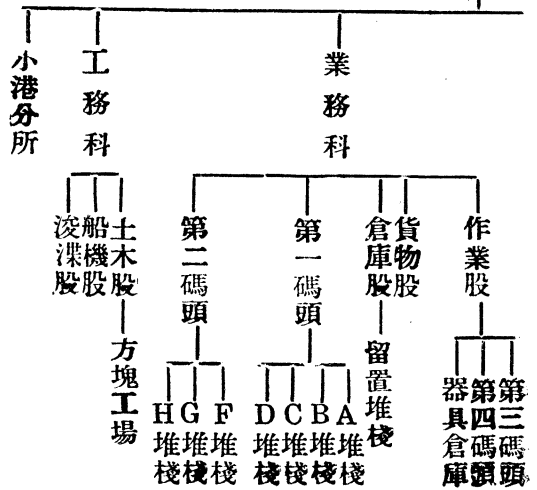 業務科
工務科
小港分所
作業股
貨物股
倉庫股
第一碼頭
第二碼頭
土木股
船機股
浚渫股
第三碼頭
第四碼頭
器具倉庫
留置堆棧
A堆棧
B堆棧
C堆棧
D堆棧
F堆棧
G堆棧
H堆棧
方塊工場